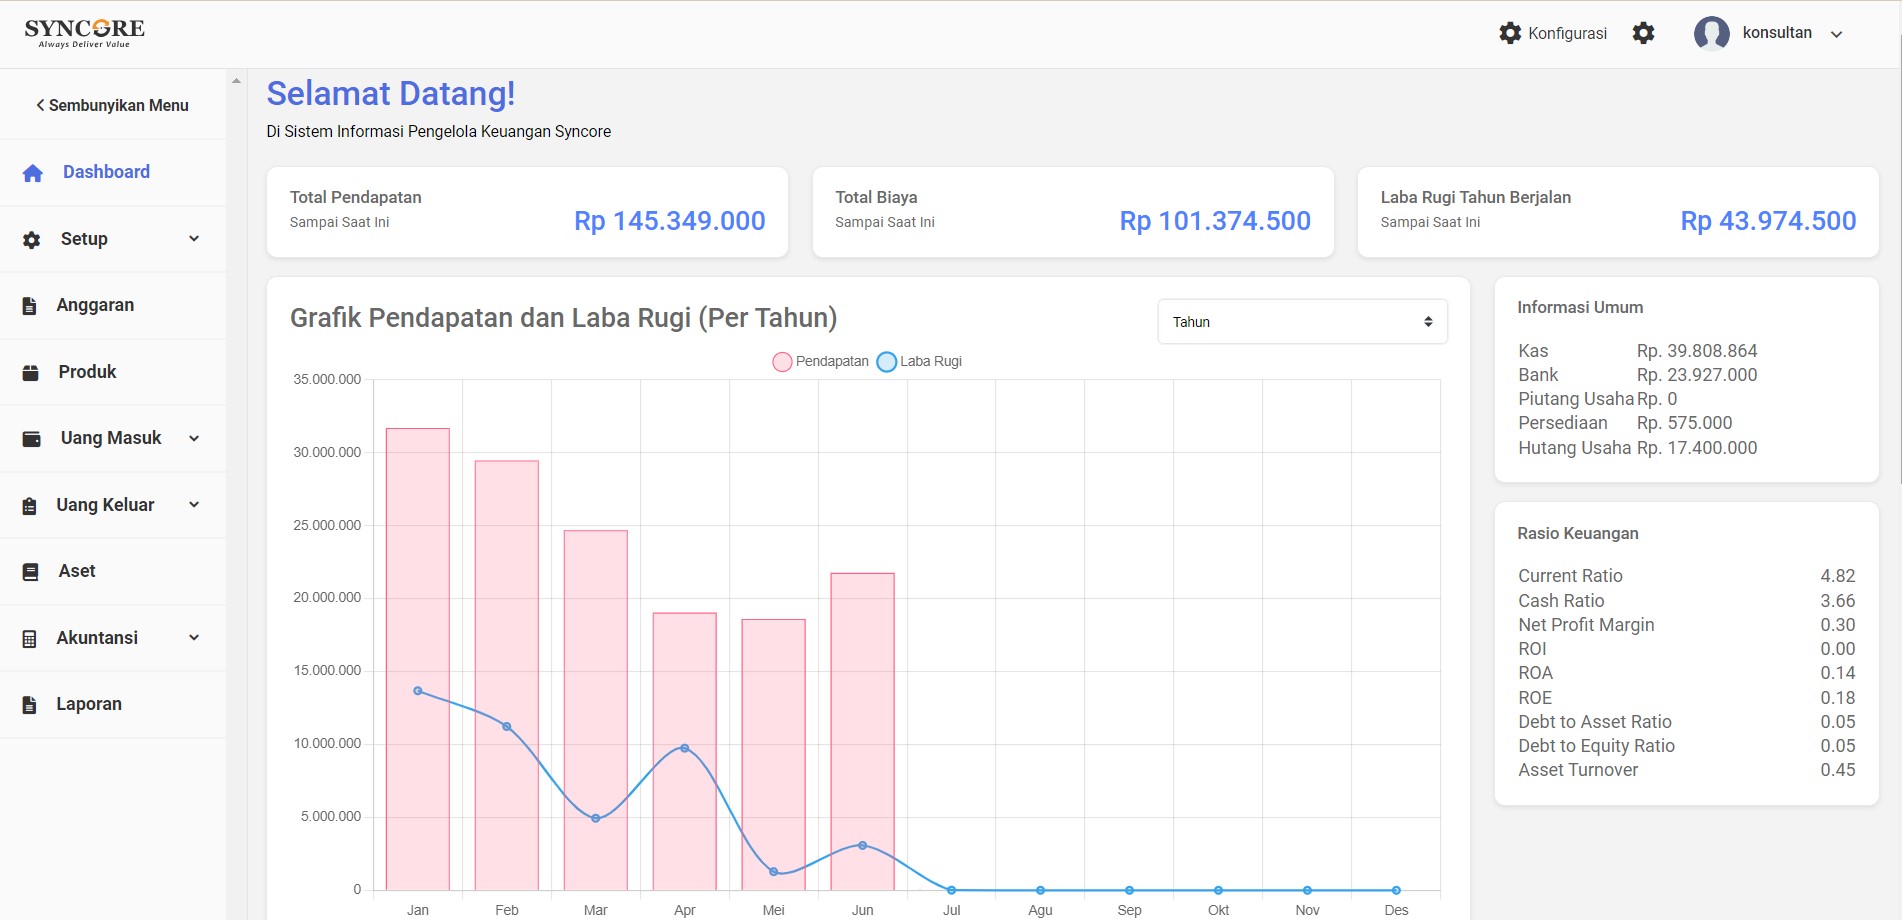 SYNCORE
Always Deliver Value
Konfigurasi
konsultan
Sembunyikan Menu
Dashboard
Setup
Anggaran
Produk
Uang Masuk
Uang Keluar
Aset
Akuntansi
Laporan
Selamat Datang!
Di Sistem Informasi Pengelola Keuangan Syncore
Total Pendapatan
Sampai Saat Ini
Rp 145.349.000
Total Biaya
Sampai Saat Ini
Rp 101.374.500
Laba Rugi Tahun Berjalan
Sampai Saat Ini
Rp 43.974.500
Grafik Pendapatan dan Laba Rugi (Per Tahun)
Tahun
Pendapatan Laba Rugi
35.000.000
30.000.000
25.000.000
20.000.000
15.000.000
10.000.000
5.000.000
0
Jan Feb Mar Apr Mei Jun Jul Agu Sep Okt Nov Des
Informasi Umum
Kas Rp. 39.808.864
Bank Rp. 23.927.000
Piutang Usaha Rp. 0
Persediaan Rp. 575.000
Hutang Usaha Rp. 17.400.000
Rasio Keuangan
Current Ratio 4.82
Cash Ratio 3.66
Net Profit Margin 0.30
ROI 0.00
ROA 0.14
ROE 0.18
Debt to Asset Ratio 0.05
Debt to Equity Ratio 0.05
Asset Turnover 0.45